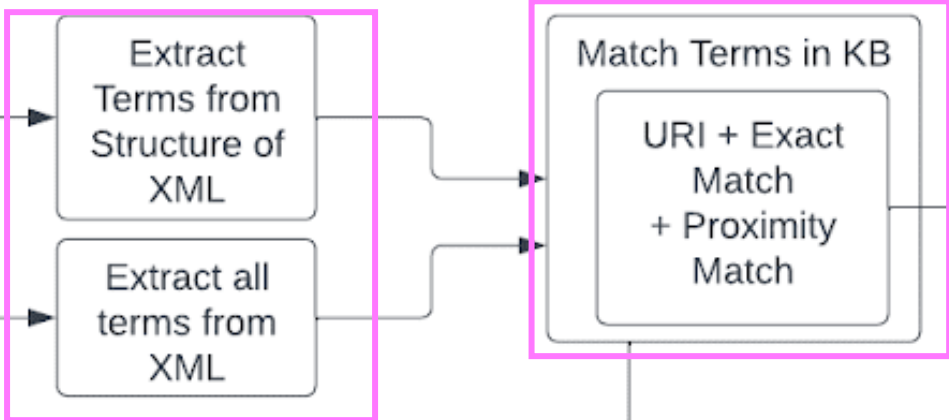 Extract
Terms from
Structure of
XML
Extract all
terms from
XML
Match Terms in KB
URI + Exact
Match
+ Proximity
Match